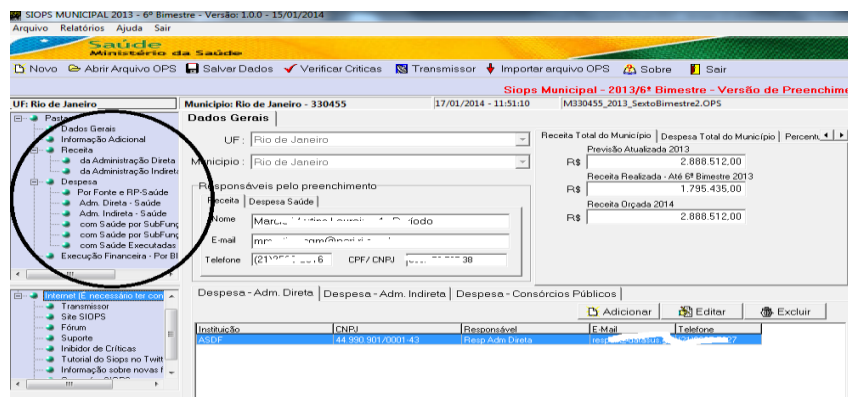 SIOPS MUNICIPAL 2013 - 6º Bimestre - Versão: 1.0.0 - 15/01/2014
Arquivo Relatórios Ajuda Sair
Saúde
Ministério da Saúde
Novo Abrir Arquivo OPS Salvar Dados Verificar Criticas Transmissor Importar arquivo OPS Sobre Sair
Siops Municipal - 2013/6º Bimestre - Versão de Preenchime
UF: Rio de Janeiro Municipio: Rio de Janeiro - 330455 17/01/2014 - 11:51:10 M330455_2013_SextoBimestre2.OPS
Pastas
Dados Gerais
Informação Adicional
Receita
da Administração Direta
da Administração Indireta
Despesa
Por Fonte e RP-Saúde
Adm. Direta - Saúde
Adm. Indireta - Saúde
com Saúde por SubFunç
com Saúde por SubFunç
com Saúde Executadas
Execução Financeira - Por Bl
Dados Gerais
UF: Rio de Janeiro
Municipio: Rio de Janeiro
Responsáveis pelo preenchimento
Receita Despesa Saúde
Nome
E-mail
Telefone CPF/ CNPJ
Receita Total do Município Despesa Total do Município Percentu
Previsão Atualizada 2013
R$ 2.888.512,00
Receita Realizada - Até 6º Bimestre 2013
R$ 1.795.435,00
Receita Orçada 2014
R$ 2.888.512,00
Internet (É necessário ter con
Transmissor
Site SIOPS
Fórum
Suporte
Inibidor de Críticas
Tutorial do Siops no Twitt
Informação sobre novas f
Despesa - Adm. Direta Despesa - Adm. Indireta Despesa - Consórcios Públicos
Adicionar Editar Excluir
Instituição CNPJ Responsável E-Mail Telefone
ASDF 44.990.901/0001-43 Resp Adm Direta